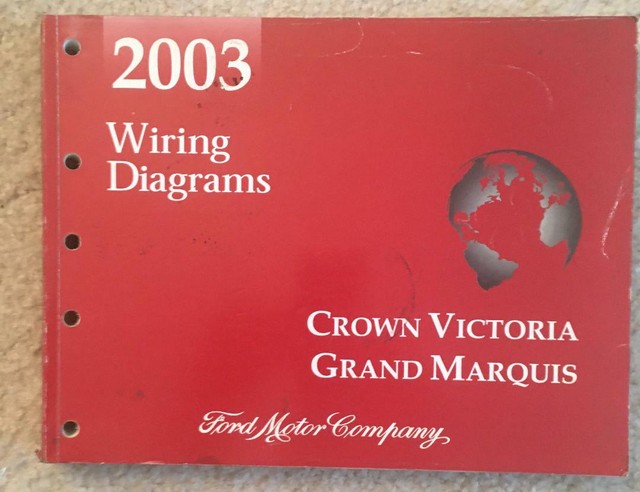 2003
Wiring
Diagrams
CROWN VICTORIA
GRAND MARQUIS
Ford Motor Company